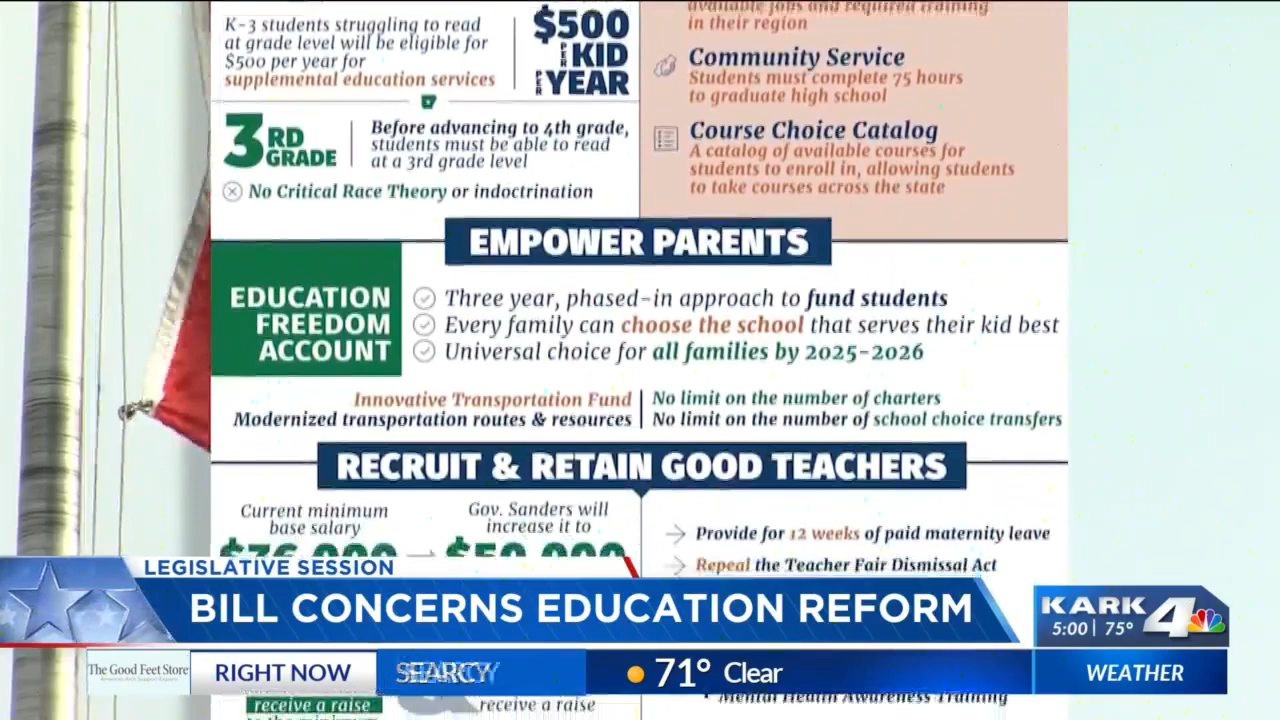 K-3 students struggling to read
at grade level will be eligible for
$500 per year for
supplemental education services
$500
PER KID
PER YEAR
3RD
GRADE
Before advancing to 4th grade,
students must be able to read
at a 3rd grade level
No Critical Race Theory or indoctrination
available jobs and required training
in their region
Community Service
Students must complete 75 hours
to graduate high school
Course Choice Catalog
A catalog of available courses for
students to enroll in, allowing students
to take courses across the state
EMPOWER PARENTS
EDUCATION
FREEDOM
ACCOUNT
Three year, phased-in approach to fund students
Every family can choose the school that serves their kid best
Universal choice for all families by 2025-2026
Innovative Transportation Fund
Modernized transportation routes & resources
No limit on the number of charters
No limit on the number of school choice transfers
RECRUIT & RETAIN GOOD TEACHERS
Current minimum
base salary
$36,000
Gov. Sanders will
increase it to
$50,000
Provide for 12 weeks of paid maternity leave
Repeal the Teacher Fair Dismissal Act
LEGISLATIVE SESSION
BILL CONCERNS EDUCATION REFORM
KARK 4
5:00 | 75°
The Good Feet Store
RIGHT NOW
SEARCY
71° Clear
WEATHER
receive a raise
receive a raise
Mental Health Awareness Training